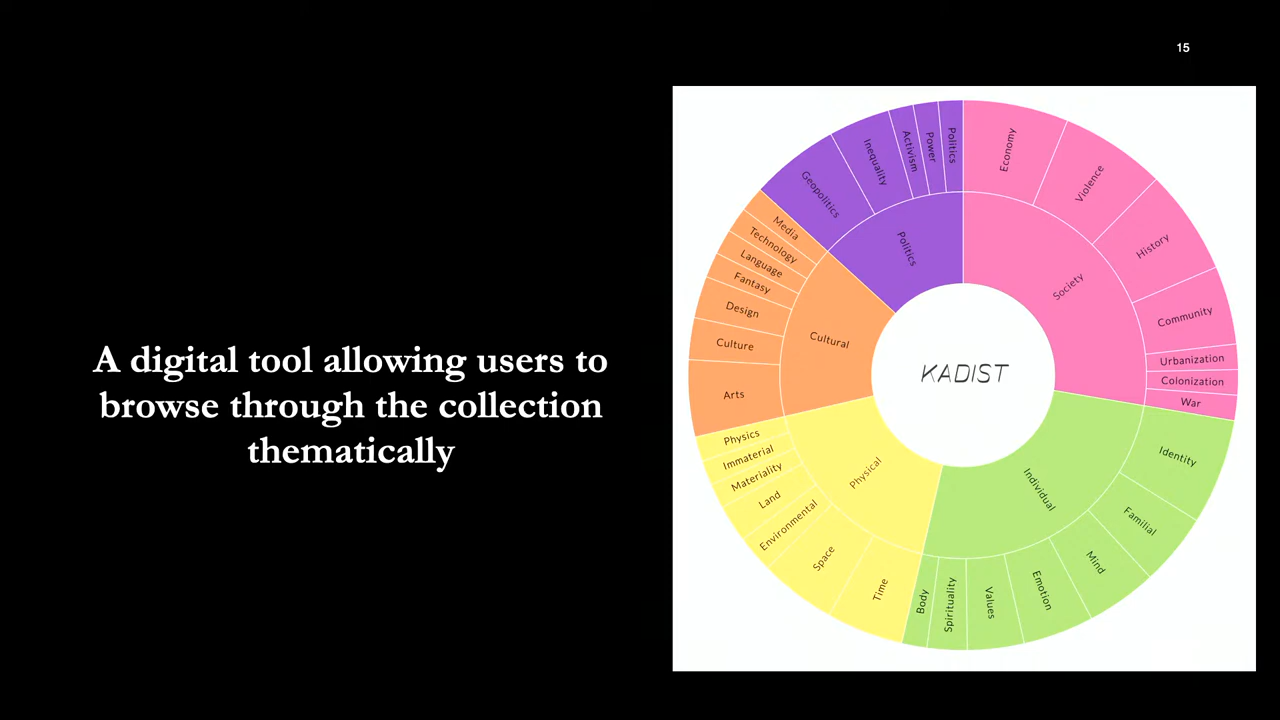 15
A digital tool allowing users to
browse through the collection
thematically
KADIST
Society
Economy
Violence
History
Community
Urbanization
Colonization
War
Individual
Identity
Familial
Mind
Emotion
Values
Spirituality
Body
Physical
Time
Space
Environmental
Land
Materiality
Immaterial
Physics
Cultural
Arts
Culture
Design
Fantasy
Language
Technology
Media
Politics
Geopolitics
Inequality
Activism
Power
Politics